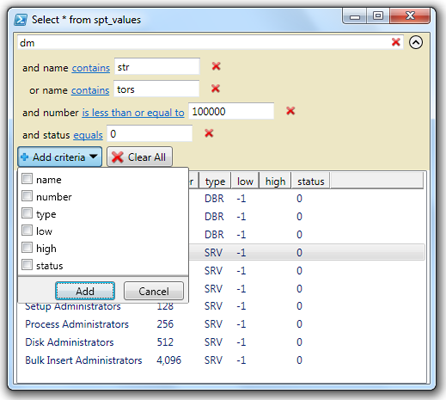 Select * from spt_values
dm
and name contains str
or name contains tors
and number is less than or equal to 100000
and status equals 0
Add criteria Clear All
r type low high status
name
number
type
low
high
status
Add Cancel
DBR -1 0
DBR -1 0
DBR -1 0
SRV -1 0
SRV -1 0
SRV -1 0
Setup Administrators 128 SRV -1 0
Process Administrators 256 SRV -1 0
Disk Administrators 512 SRV -1 0
Bulk Insert Administrators 4,096 SRV -1 0